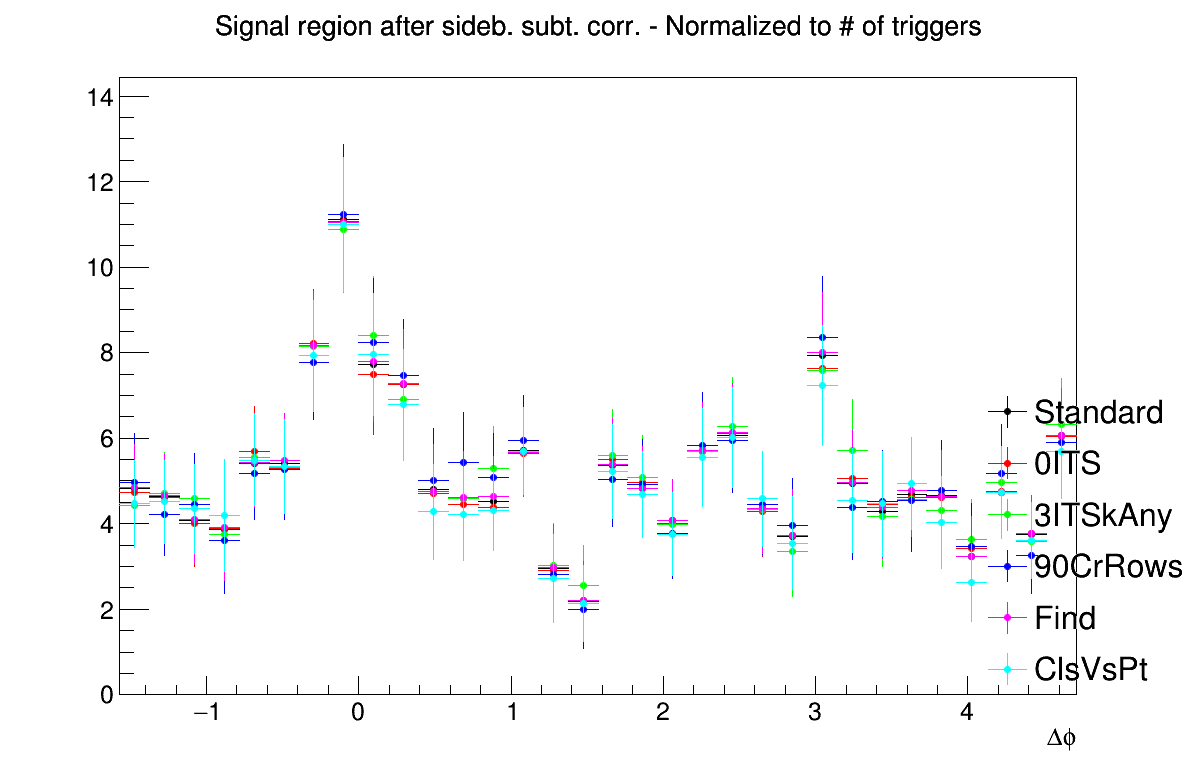 Signal region after sideb. subt. corr. - Normalized to # of triggers
14
12
10
8
6
4
2
0
Standard
0ITS
3ITSkAny
90CrRows
Find
ClsVsPt
−1 0 1 2 3 4
Δϕ